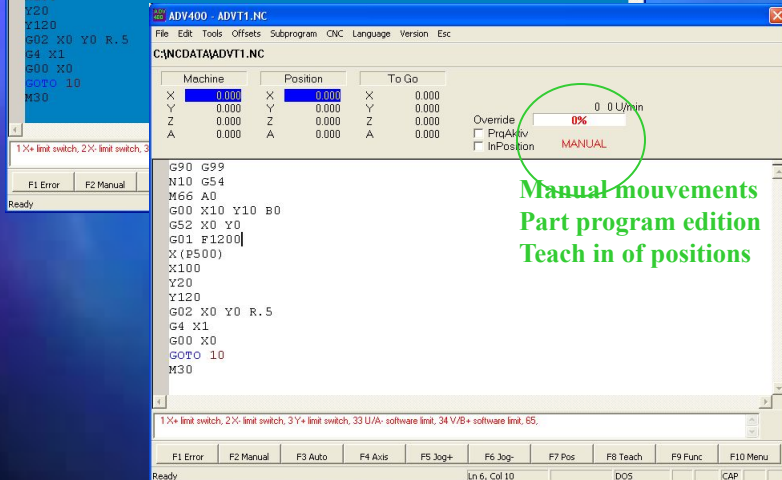 Y20
Y120
G02 X0 Y0 R.5
G4 X1
G00 X0
GOTO 10
M30
1 X+ limit switch, 2 X- limit switch, 3
F1 Error F2 Manual
Ready
ADV400 - ADVT1.NC
File Edit Tools Offsets Subprogram CNC Language Version Esc
C:\NCDATA\ADVT1.NC
Machine Position To Go
X 0.000 X 0.000 X 0.000
Y 0.000 Y 0.000 Y 0.000 0 0 U/min
Z 0.000 Z 0.000 Z 0.000 Override 0%
A 0.000 A 0.000 A 0.000 PrgAktiv
InPosition MANUAL
G90 G99
N10 G54
M66 A0
G00 X10 Y10 B0
G52 X0 Y0
G01 F1200
X(P500)
X100
Y20
Y120
G02 X0 Y0 R.5
G4 X1
G00 X0
GOTO 10
M30
Manual mouvements
Part program edition
Teach in of positions
1 X+ limit switch, 2 X- limit switch, 3 Y+ limit switch, 33 U/A- software limit, 34 V/B+ software limit, 65,
F1 Error F2 Manual F3 Auto F4 Axis F5 Jog+ F6 Jog- F7 Pos F8 Teach F9 Func F10 Menu
Ready Ln 6, Col 10 DOS CAP